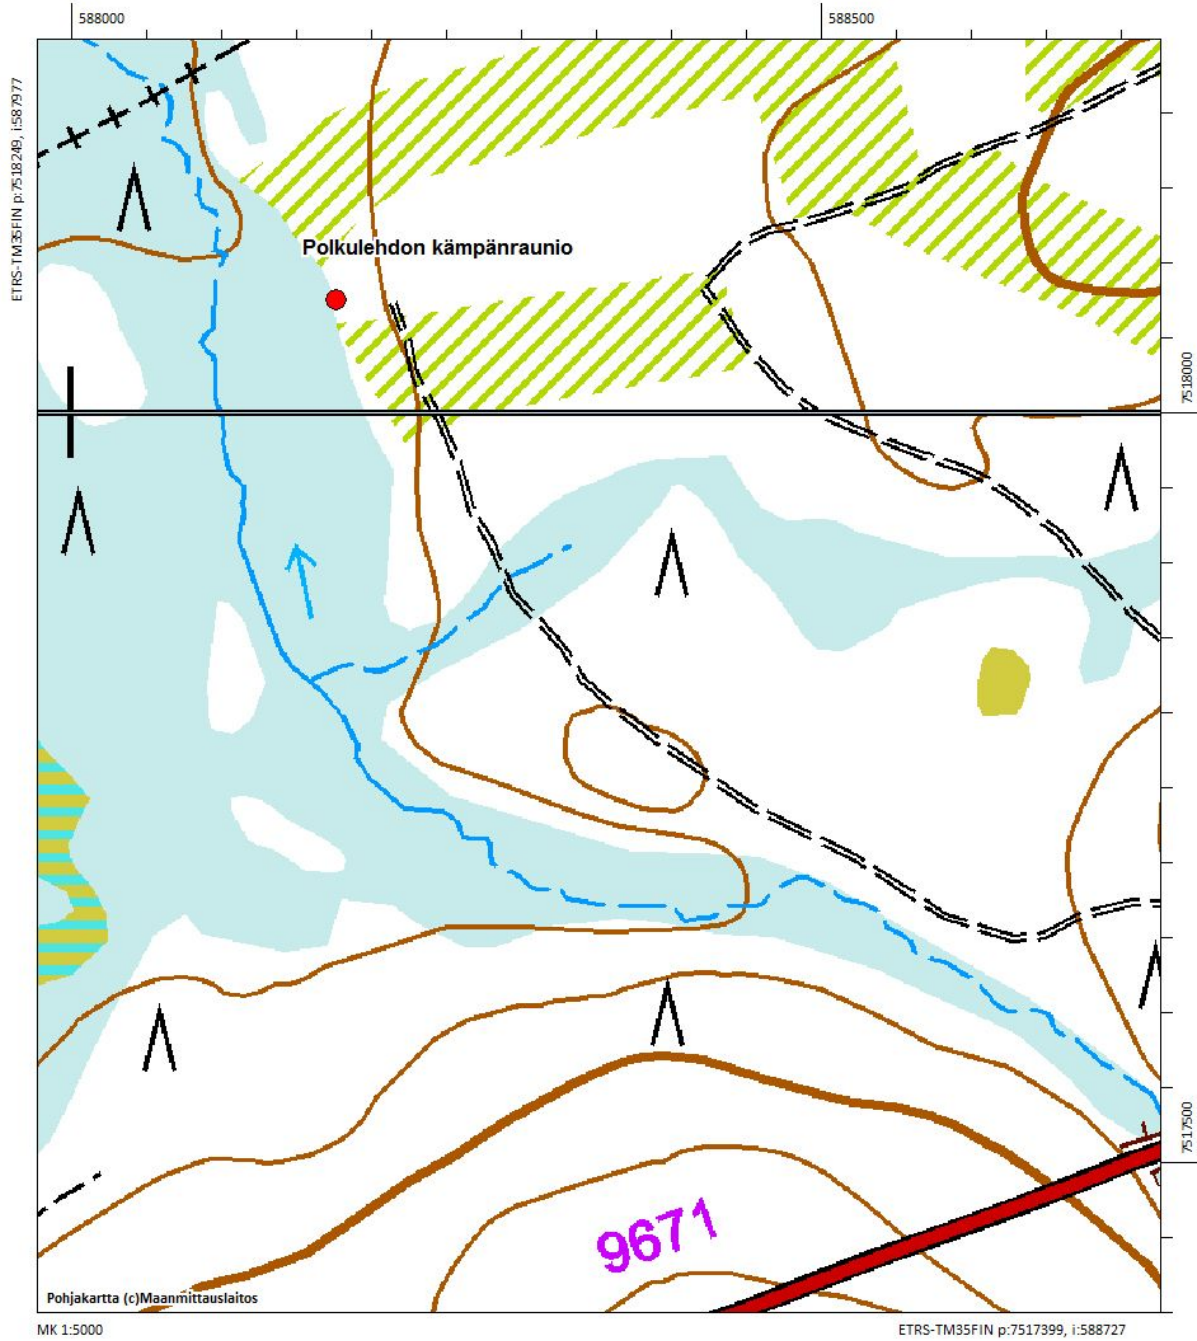 588000
588500
ETRS-TM35FIN p:7518249, i:587977
Polkulehdon kämpänraunio
7518000
7517500
9671
Pohjakartta (c)Maanmittauslaitos
MK 1:5000
ETRS-TM35FIN p:7517399, i:588727